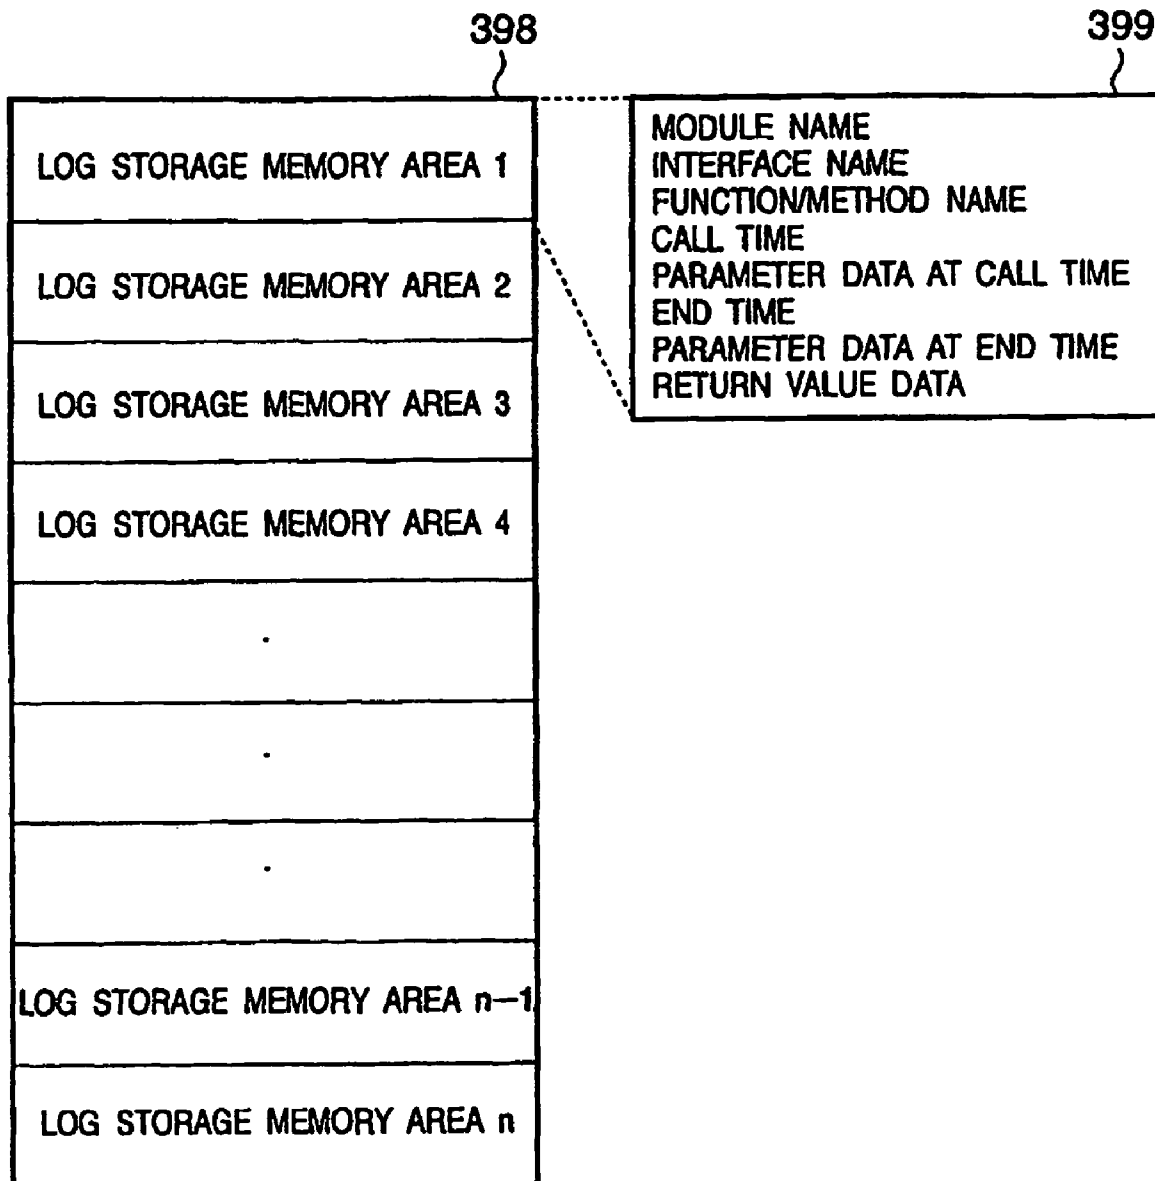 398
399
LOG STORAGE MEMORY AREA 1
LOG STORAGE MEMORY AREA 2
LOG STORAGE MEMORY AREA 3
LOG STORAGE MEMORY AREA 4
.
.
.
LOG STORAGE MEMORY AREA n-1
LOG STORAGE MEMORY AREA n
MODULE NAME
INTERFACE NAME
FUNCTION/METHOD NAME
CALL TIME
PARAMETER DATA AT CALL TIME
END TIME
PARAMETER DATA AT END TIME
RETURN VALUE DATA